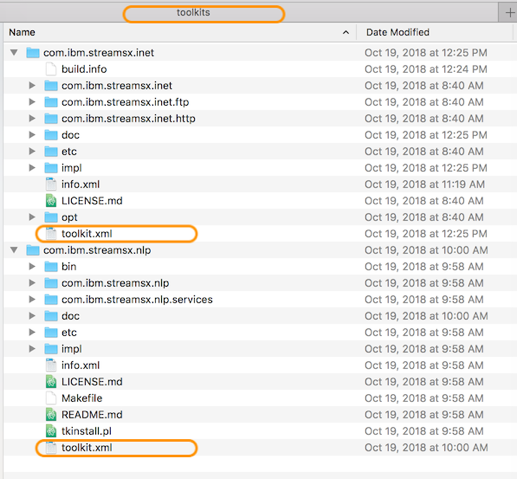 toolkits
Name Date Modified
com.ibm.streamsx.inet Oct 19, 2018 at 12:25 PM
build.info Oct 19, 2018 at 12:24 PM
com.ibm.streamsx.inet Oct 19, 2018 at 8:40 AM
com.ibm.streamsx.inet.ftp Oct 19, 2018 at 8:40 AM
com.ibm.streamsx.inet.http Oct 19, 2018 at 8:40 AM
doc Oct 19, 2018 at 12:25 PM
etc Oct 19, 2018 at 8:40 AM
impl Oct 19, 2018 at 12:25 PM
info.xml Oct 19, 2018 at 11:19 AM
LICENSE.md Oct 19, 2018 at 8:40 AM
opt Oct 19, 2018 at 8:40 AM
toolkit.xml Oct 19, 2018 at 12:25 PM
com.ibm.streamsx.nlp Oct 19, 2018 at 10:00 AM
bin Oct 19, 2018 at 9:58 AM
com.ibm.streamsx.nlp Oct 19, 2018 at 9:58 AM
com.ibm.streamsx.nlp.services Oct 19, 2018 at 9:58 AM
doc Oct 19, 2018 at 10:00 AM
etc Oct 19, 2018 at 9:58 AM
impl Oct 19, 2018 at 9:58 AM
info.xml Oct 19, 2018 at 9:58 AM
LICENSE.md Oct 19, 2018 at 9:58 AM
Makefile Oct 19, 2018 at 9:58 AM
README.md Oct 19, 2018 at 9:58 AM
tkinstall.pl Oct 19, 2018 at 9:58 AM
toolkit.xml Oct 19, 2018 at 10:00 AM